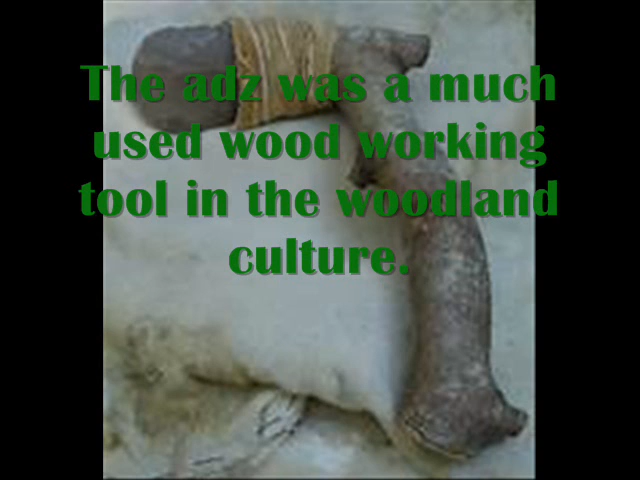 The adz was a much
used wood working
tool in the woodland
culture.